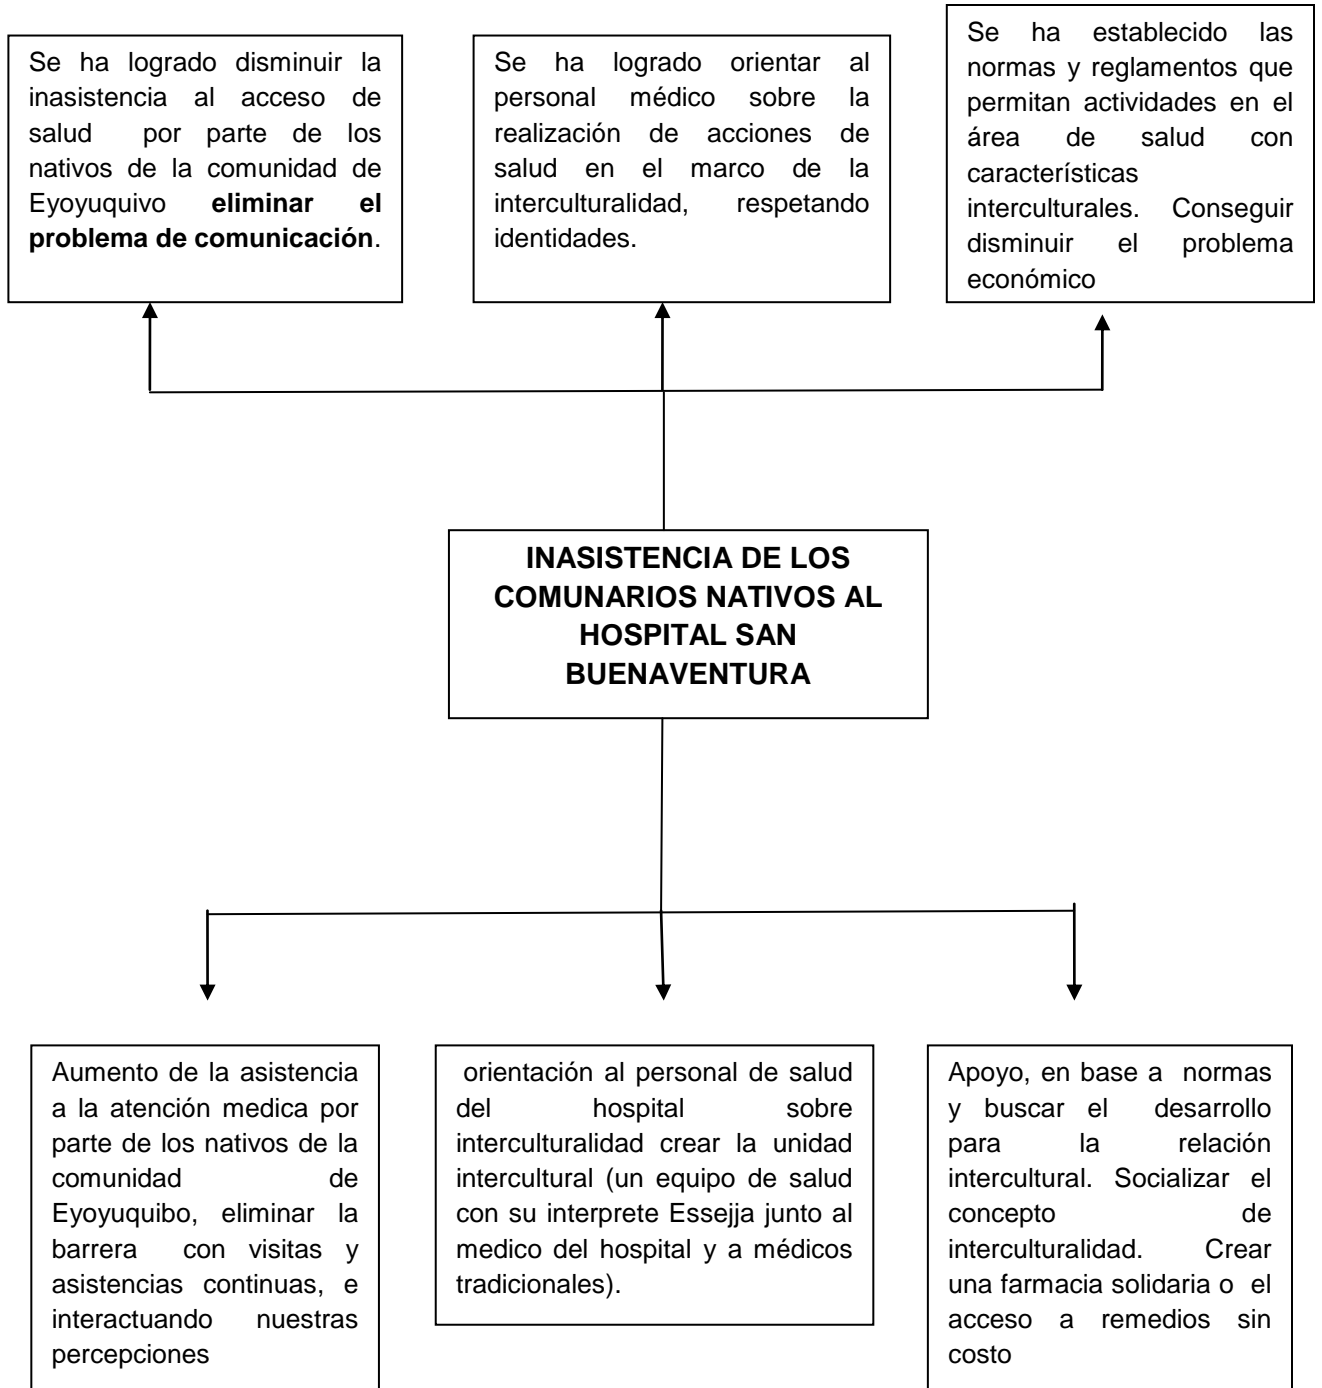 Se ha logrado disminuir la
inasistencia al acceso de
salud por parte de los
nativos de la comunidad de
Eyoyuquivo eliminar el
problema de comunicación.
Se ha logrado orientar al
personal médico sobre la
realización de acciones de
salud en el marco de la
interculturalidad, respetando
identidades.
Se ha establecido las
normas y reglamentos que
permitan actividades en el
área de salud con
características
interculturales. Conseguir
disminuir el problema
económico
INASISTENCIA DE LOS
COMUNARIOS NATIVOS AL
HOSPITAL SAN
BUENAVENTURA
Aumento de la asistencia
a la atención medica por
parte de los nativos de la
comunidad de
Eyoyuquibo, eliminar la
barrera con visitas y
asistencias continuas, e
interactuando nuestras
percepciones
orientación al personal de salud
del hospital sobre
interculturalidad crear la unidad
intercultural (un equipo de salud
con su interprete Essejja junto al
medico del hospital y a médicos
tradicionales).
Apoyo, en base a normas
y buscar el desarrollo
para la relación
intercultural. Socializar el
concepto de
interculturalidad. Crear
una farmacia solidaria o el
acceso a remedios sin
costo